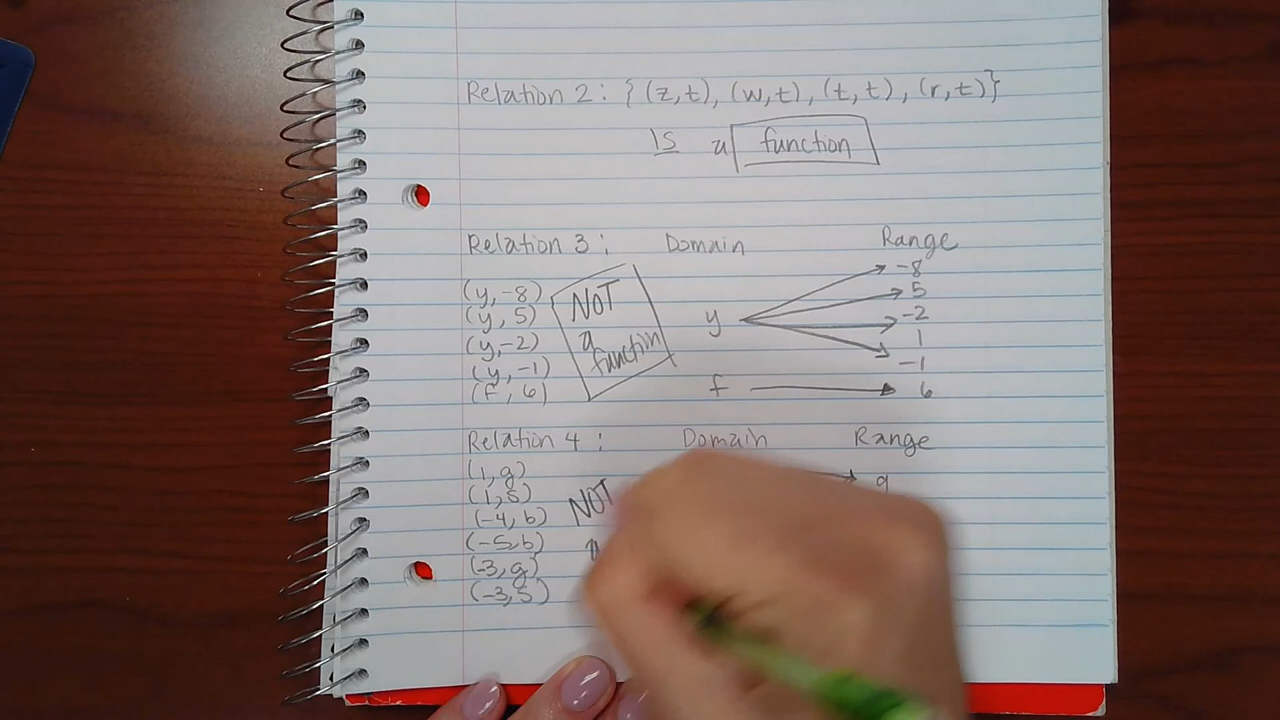 Relation 2: {(z,t), (w,t), (t,t), (r,t)}
IS a function
Relation 3: Domain Range
(y,-8)
(y,5)
(y,-2)
(y,-1)
(f,6)
NOT
a
function
y
f
-8
5
-2
1
-1
6
Relation 4: Domain Range
(1,g)
(1,5)
(-4,b)
(-5,b)
(-3,g)
(-3,5)
NOT
g